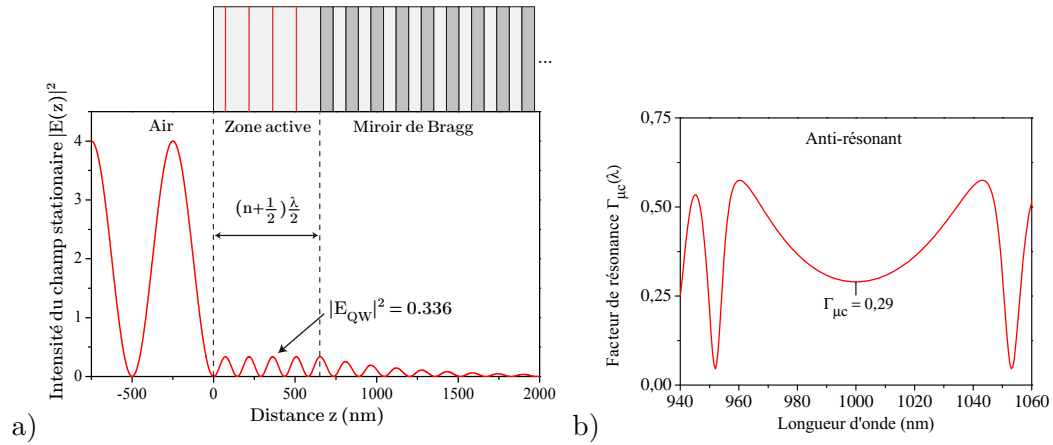 ...
Air Zone active Miroir de Bragg
(n+1/2)λ/2
|E_QW|² = 0.336
Intensité du champ stationaire |E(z)|²
4
3
2
1
0
-500 0 500 1000 1500 2000
Distance z (nm)
a)
Anti-résonant
Γμc = 0,29
Facteur de résonance Γμc(λ)
0,75
0,50
0,25
0,00
940 960 980 1000 1020 1040 1060
Longueur d'onde (nm)
b)